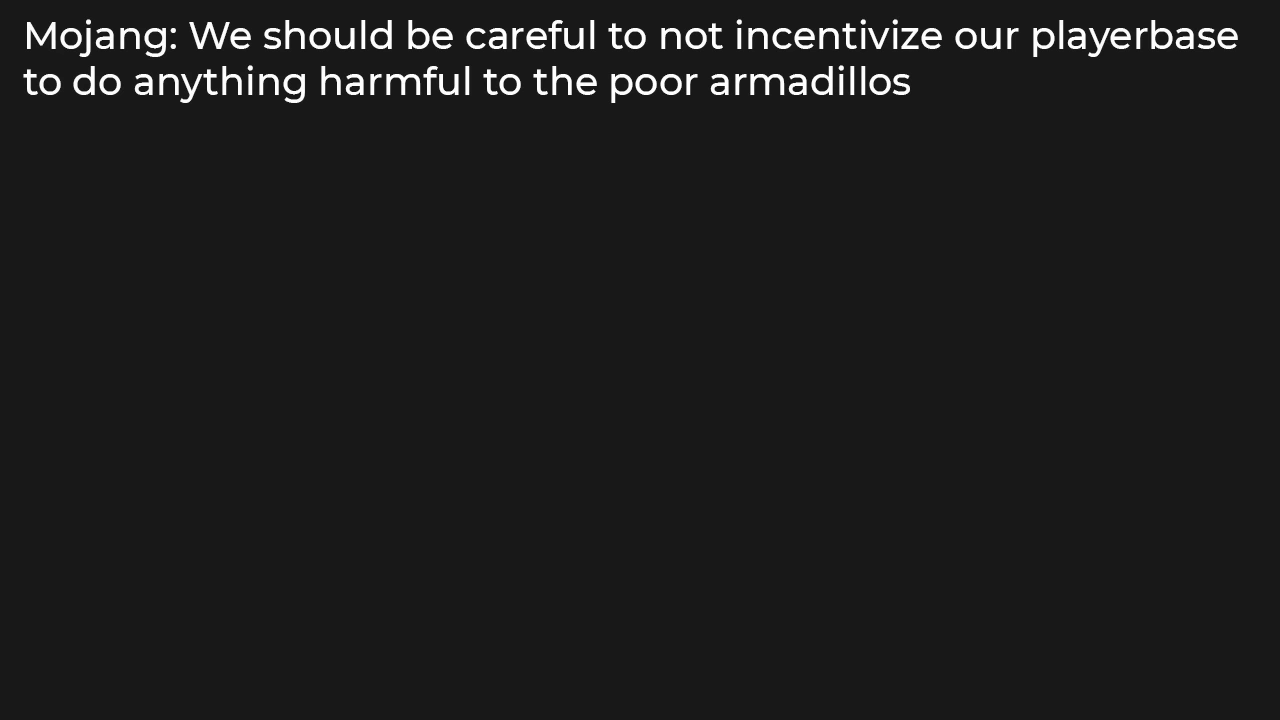 Mojang: We should be careful to not incentivize our playerbase
to do anything harmful to the poor armadillos